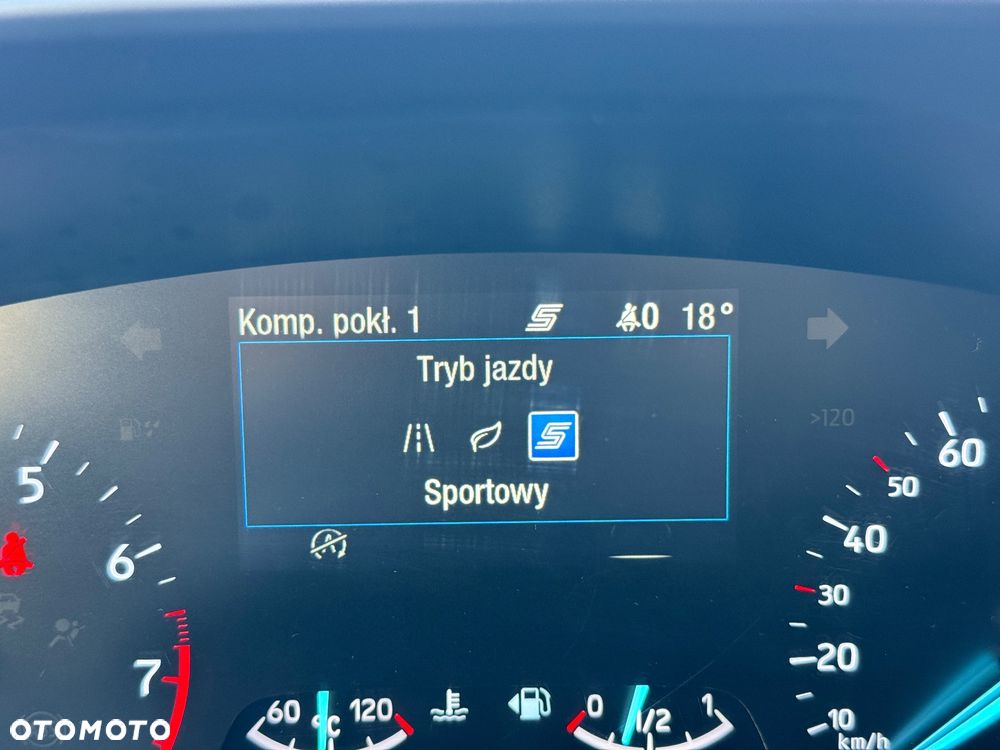 Komp. pokł. 1 0 18°
Tryb jazdy
Sportowy
>120
60
50
40
30
20
10
km/h
5
6
7
60 °C 120
0 1/2 1
OTOMOTO